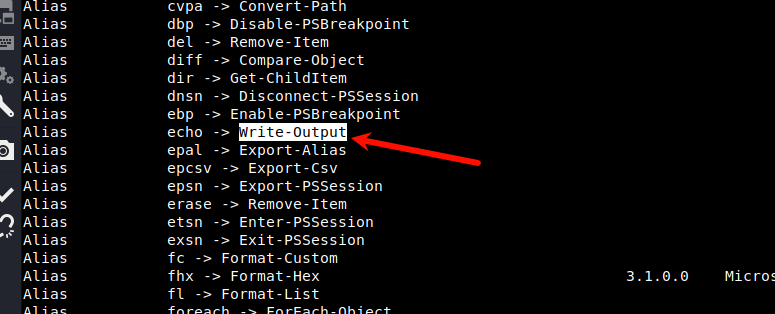 Alias cvpa -> Convert-Path
Alias dbp -> Disable-PSBreakpoint
Alias del -> Remove-Item
Alias diff -> Compare-Object
Alias dir -> Get-ChildItem
Alias dnsn -> Disconnect-PSSession
Alias ebp -> Enable-PSBreakpoint
Alias echo -> Write-Output
Alias epal -> Export-Alias
Alias epcsv -> Export-Csv
Alias epsn -> Export-PSSession
Alias erase -> Remove-Item
Alias etsn -> Enter-PSSession
Alias exsn -> Exit-PSSession
Alias fc -> Format-Custom
Alias fhx -> Format-Hex 3.1.0.0 Micros
Alias fl -> Format-List
Alias foreach -> ForEach-Object